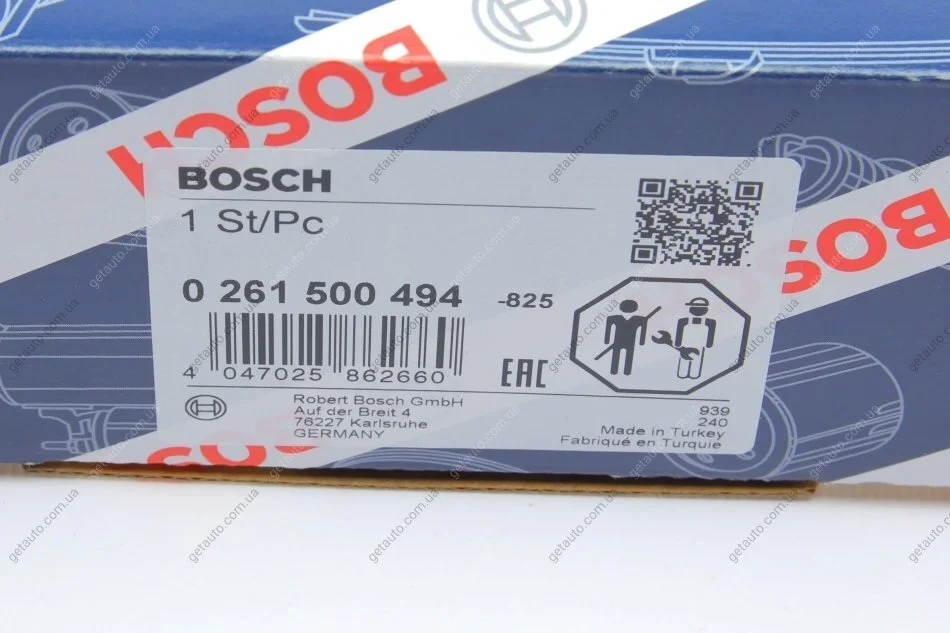 BOSCH
BOSCH
1 St/Pc
0 261 500 494 -825
4 047025 862660
EAC
Robert Bosch GmbH
Auf der Breit 4
76227 Karlsruhe
GERMANY
939
240
Made in Turkey
Fabriqué en Turquie
BOSCH
getauto.com.ua